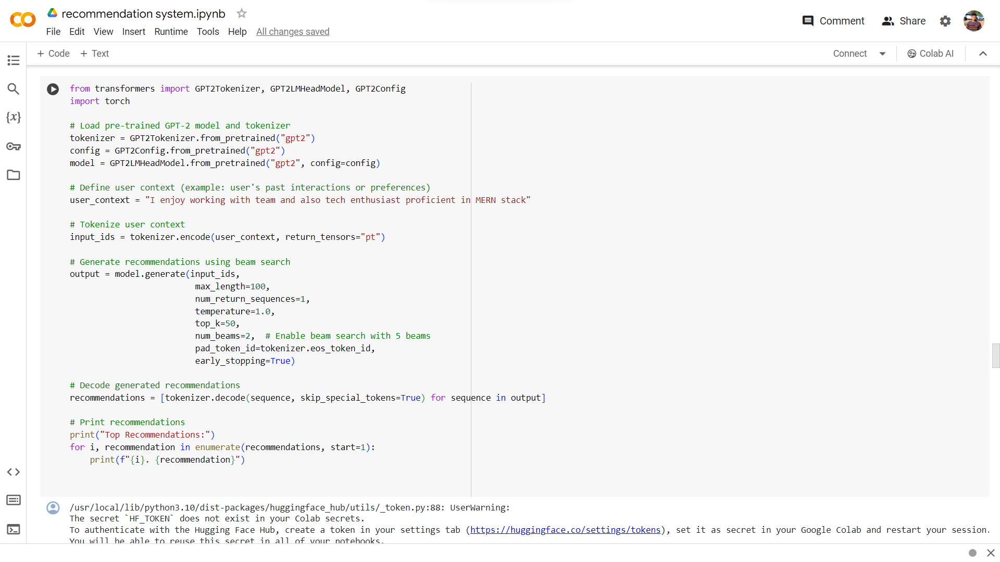 recommendation system.ipynb
File Edit View Insert Runtime Tools Help All changes saved
Comment Share
+ Code + Text
Connect Colab AI
from transformers import GPT2Tokenizer, GPT2LMHeadModel, GPT2Config
import torch
# Load pre-trained GPT-2 model and tokenizer
tokenizer = GPT2Tokenizer.from_pretrained("gpt2")
config = GPT2Config.from_pretrained("gpt2")
model = GPT2LMHeadModel.from_pretrained("gpt2", config=config)
# Define user context (example: user's past interactions or preferences)
user_context = "I enjoy working with team and also tech enthusiast proficient in MERN stack"
# Tokenize user context
input_ids = tokenizer.encode(user_context, return_tensors="pt")
# Generate recommendations using beam search
output = model.generate(input_ids,
max_length=100,
num_return_sequences=1,
temperature=1.0,
top_k=50,
num_beams=2,  # Enable beam search with 5 beams
pad_token_id=tokenizer.eos_token_id,
early_stopping=True)
# Decode generated recommendations
recommendations = [tokenizer.decode(sequence, skip_special_tokens=True) for sequence in output]
# Print recommendations
print("Top Recommendations:")
for i, recommendation in enumerate(recommendations, start=1):
print(f"{i}. {recommendation}")
/usr/local/lib/python3.10/dist-packages/huggingface_hub/utils/_token.py:88: UserWarning:
The secret `HF_TOKEN` does not exist in your Colab secrets.
To authenticate with the Hugging Face Hub, create a token in your settings tab (https://huggingface.co/settings/tokens), set it as secret in your Google Colab and restart your session.
You will be able to reuse this secret in all of your notebooks.